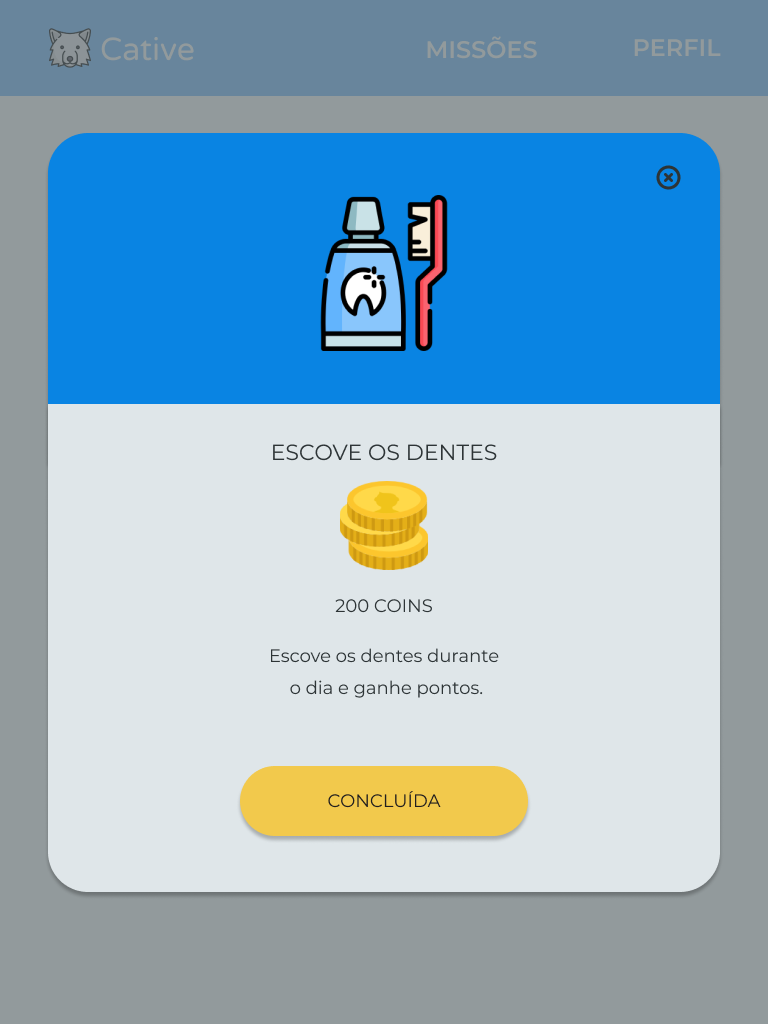 Cative
MISSÕES
PERFIL
ESCOVE OS DENTES
200 COINS
Escove os dentes durante
o dia e ganhe pontos.
CONCLUÍDA